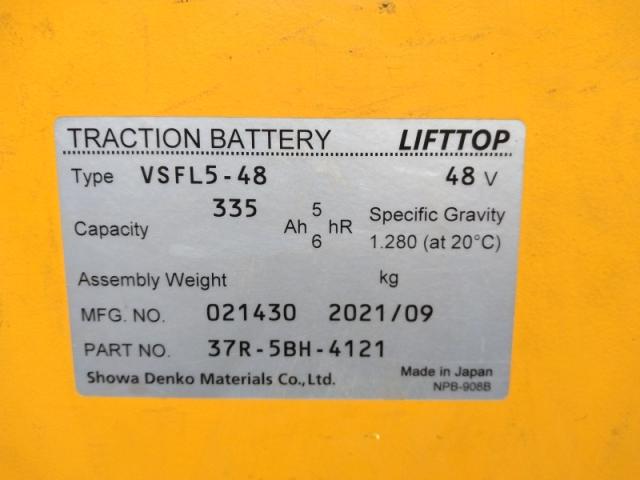 TRACTION BATTERY LIFTTOP
Type VSFL5-48 48 V
Capacity 335 Ah 5 hR Specific Gravity
6 1.280 (at 20°C)
Assembly Weight kg
MFG. NO. 021430 2021/09
PART NO. 37R-5BH-4121
Showa Denko Materials Co.,Ltd. Made in Japan
NPB-908B